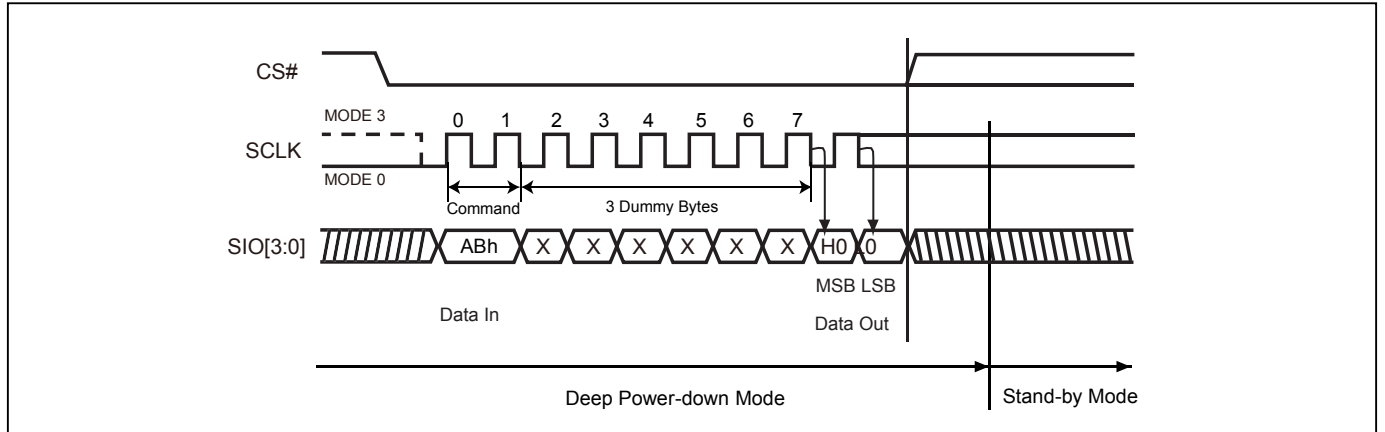 CS#
MODE 3
0 1 2 3 4 5 6 7
SCLK
MODE 0
Command
3 Dummy Bytes
SIO[3:0]
ABh X X X X X X H0 L0
MSB LSB
Data In
Data Out
Deep Power-down Mode
Stand-by Mode